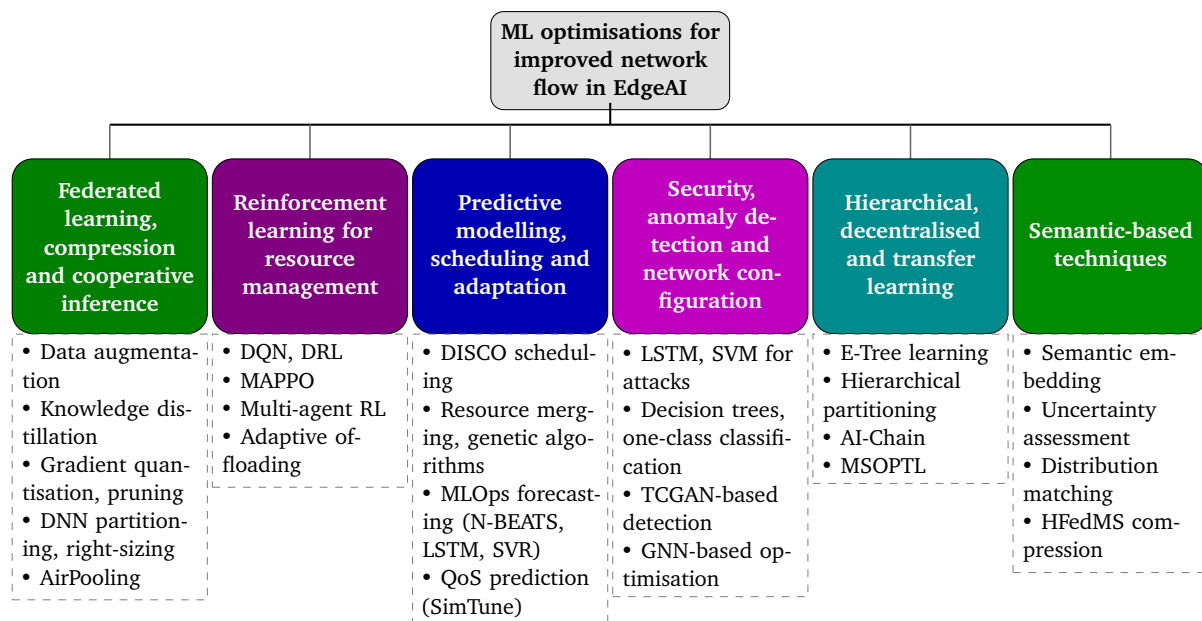 ML optimisations for
improved network
flow in EdgeAI
Federated
learning,
compression
and cooperative
inference
• Data augmenta-
tion
• Knowledge dis-
tillation
• Gradient quan-
tisation, pruning
• DNN partition-
ing, right-sizing
• AirPooling
Reinforcement
learning for
resource
management
• DQN, DRL
• MAPPO
• Multi-agent RL
• Adaptive of-
floading
Predictive
modelling,
scheduling and
adaptation
• DISCO schedul-
ing
• Resource merg-
ing, genetic algo-
rithms
• MLOps forecast-
ing (N-BEATS,
LSTM, SVR)
• QoS prediction
(SimTune)
Security,
anomaly de-
tection and
network con-
figuration
• LSTM, SVM for
attacks
• Decision trees,
one-class classifi-
cation
• TCGAN-based
detection
• GNN-based op-
timisation
Hierarchical,
decentralised
and transfer
learning
• E-Tree learning
• Hierarchical
partitioning
• AI-Chain
• MSOPTL
Semantic-based
techniques
• Semantic em-
bedding
• Uncertainty
assessment
• Distribution
matching
• HFedMS com-
pression